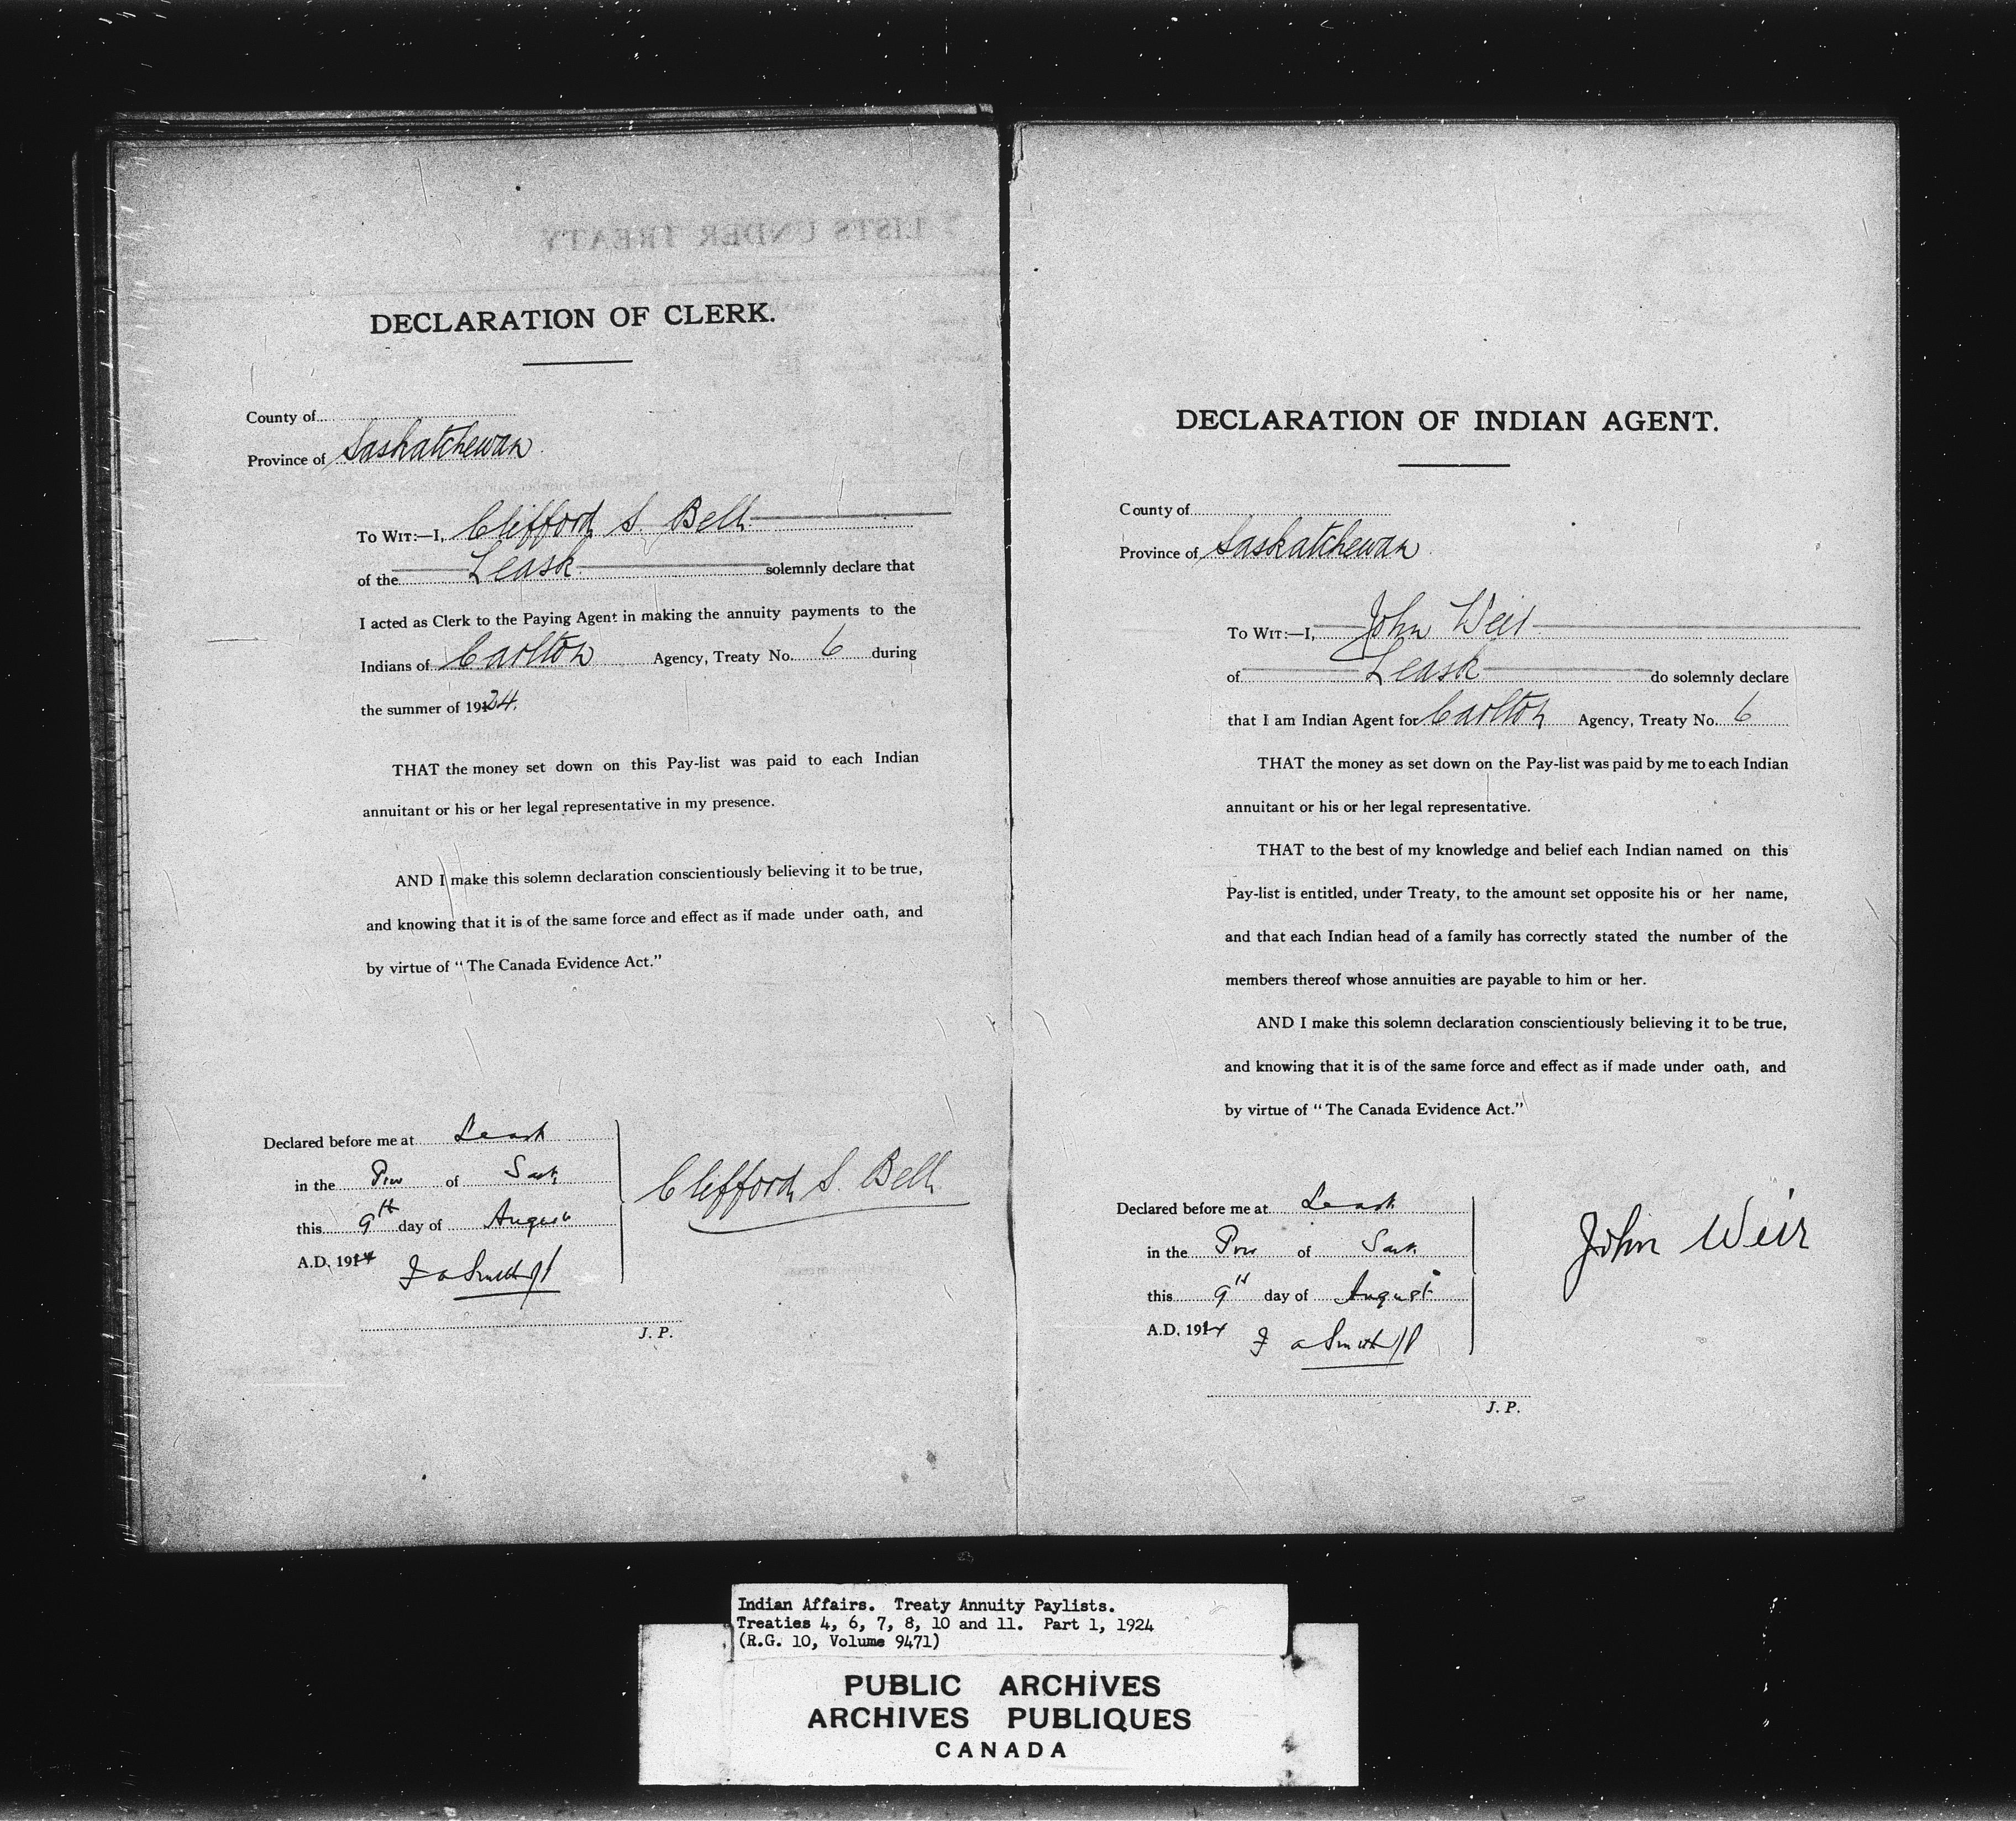 LISTS UNDER TREATY
DECLARATION OF CLERK.
County of
Province of Saskatchewan
To Wit:—I, Clifford S. Bell
of the Leask solemnly declare that
I acted as Clerk to the Paying Agent in making the annuity payments to the
Indians of Carlton Agency, Treaty No. 6 during
the summer of 1924.
THAT the money set down on this Pay-list was paid to each Indian
annuitant or his or her legal representative in my presence.
AND I make this solemn declaration conscientiously believing it to be true,
and knowing that it is of the same force and effect as if made under oath, and
by virtue of "The Canada Evidence Act."
Declared before me at Leask
in the Prov of Sask
this 9th day of August
A.D. 1924
Clifford S. Bell
F a Smith JP
J. P.
DECLARATION OF INDIAN AGENT.
County of
Province of Saskatchewan
To Wit:—I, John Weir
of Leask do solemnly declare
that I am Indian Agent for Carlton Agency, Treaty No. 6
THAT the money as set down on the Pay-list was paid by me to each Indian
annuitant or his or her legal representative.
THAT to the best of my knowledge and belief each Indian named on this
Pay-list is entitled, under Treaty, to the amount set opposite his or her name,
and that each Indian head of a family has correctly stated the number of the
members thereof whose annuities are payable to him or her.
AND I make this solemn declaration conscientiously believing it to be true,
and knowing that it is of the same force and effect as if made under oath, and
by virtue of "The Canada Evidence Act."
Declared before me at Leask
in the Prov of Sask
this 9th day of August
A.D. 1924
John Weir
F a Smith JP
J. P.
Indian Affairs. Treaty Annuity Paylists.
Treaties 4, 6, 7, 8, 10 and 11. Part 1, 1924
(R.G. 10, Volume 9471)
PUBLIC ARCHIVES
ARCHIVES PUBLIQUES
CANADA